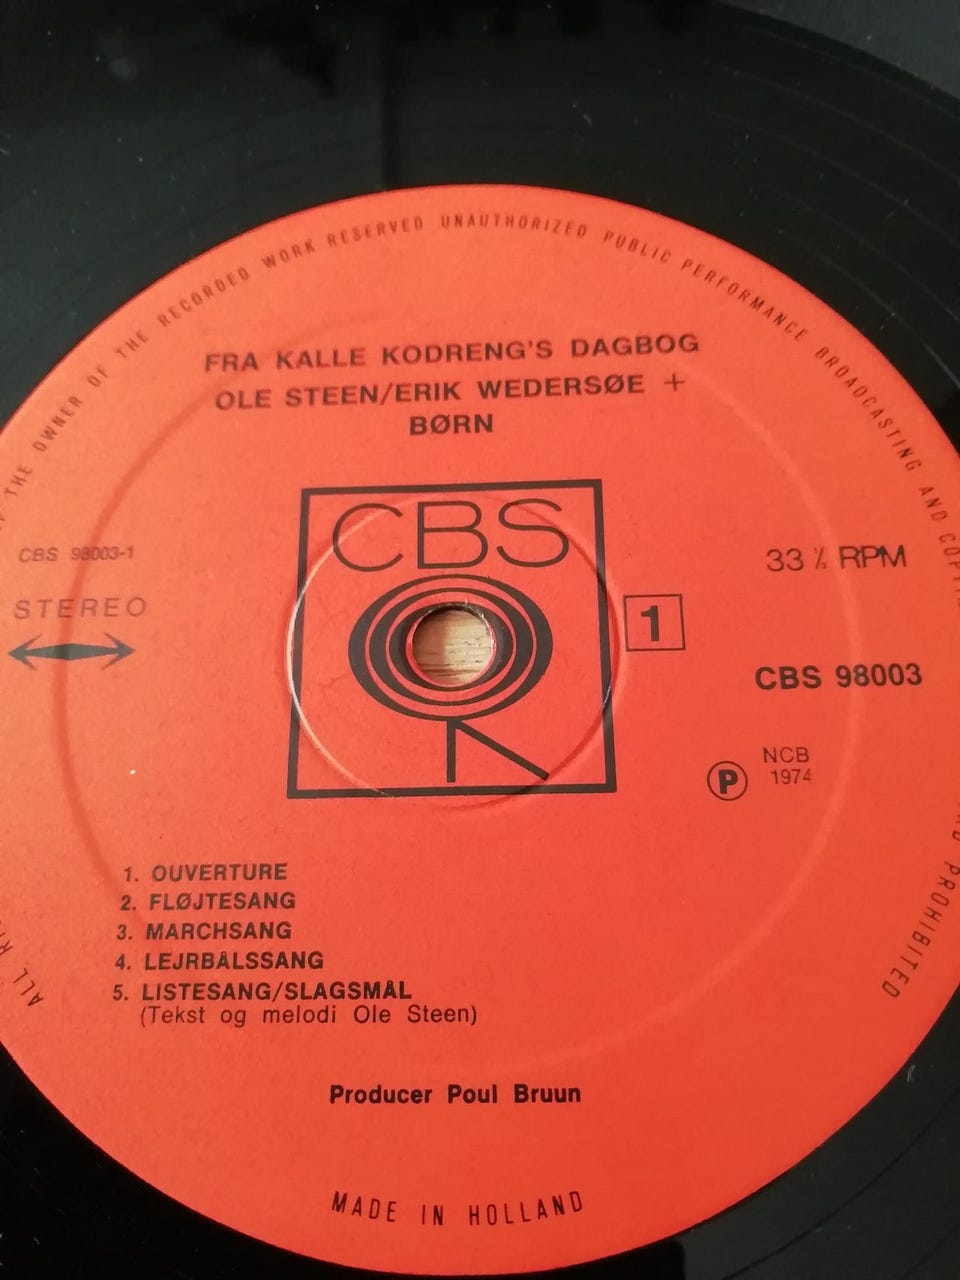 THE OWNER OF THE RECORDED WORK RESERVED UNAUTHORIZED PUBLIC PERFORMANCE BROADCASTING AND
PROHIBITED
ALL
FRA KALLE KODRENG'S DAGBOG
OLE STEEN/ERIK WEDERSØE +
BØRN
CBS
CBS 98003-1
STEREO
33 ⅓ RPM
1
CBS 98003
P
NCB
1974
1. OUVERTURE
2. FLØJTESANG
3. MARCHSANG
4. LEJRBÅLSSANG
5. LISTESANG/SLAGSMÅL
(Tekst og melodi Ole Steen)
Producer Poul Bruun
MADE IN HOLLAND